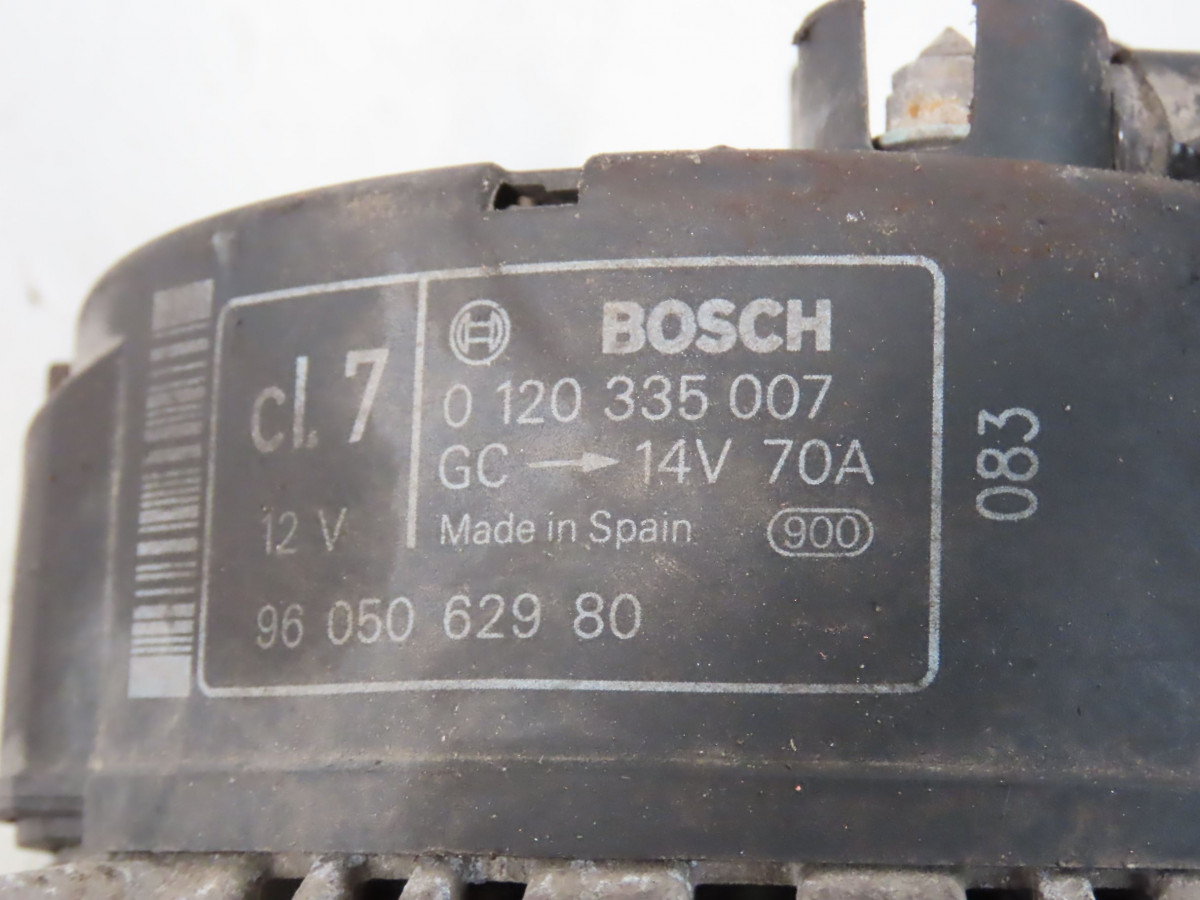 cl. 7
12 V
BOSCH
0 120 335 007
GC → 14V 70A
Made in Spain 900
96 050 629 80
083